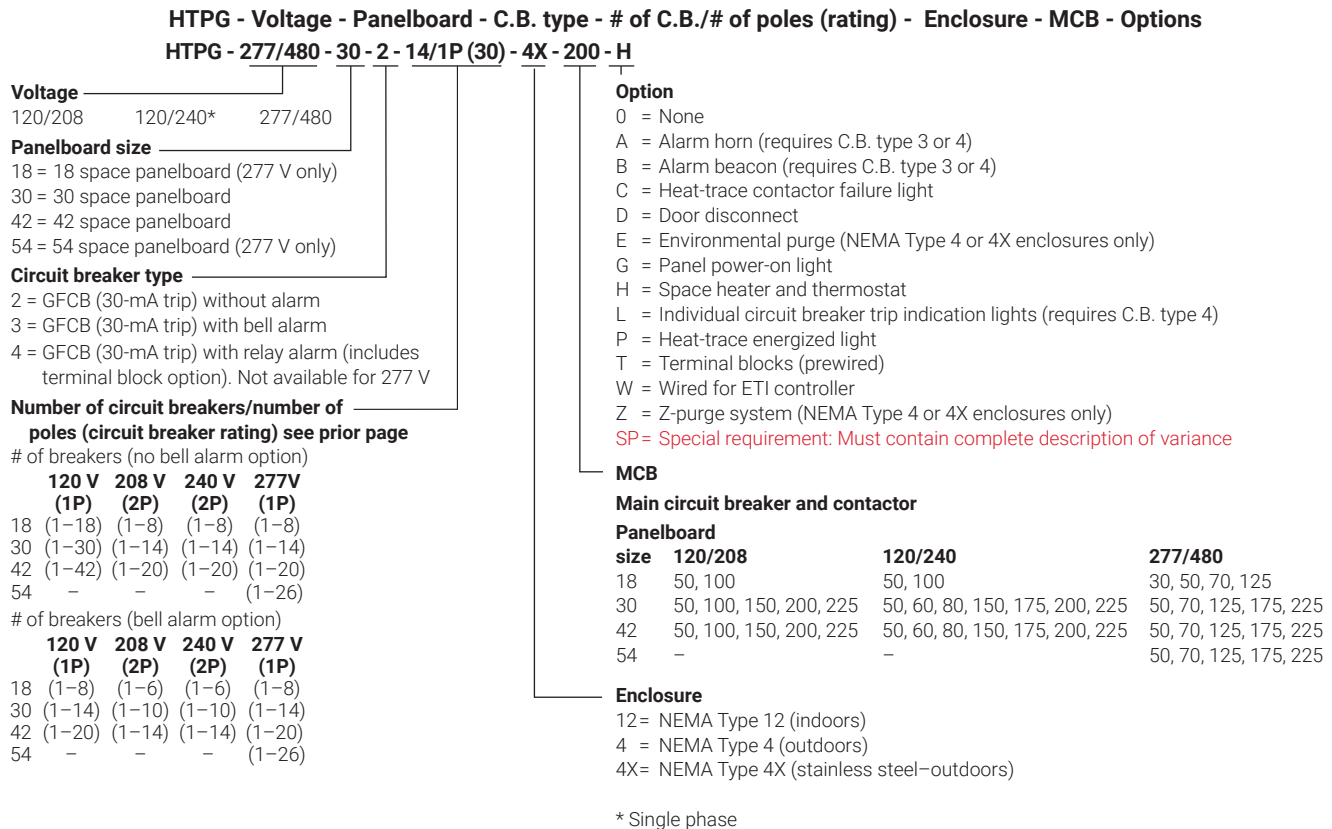 HTPG - Voltage - Panelboard - C.B. type - # of C.B./# of poles (rating) - Enclosure - MCB - Options
HTPG - 277/480 - 30 - 2 - 14/1P (30) - 4X - 200 - H
Voltage
120/208 120/240* 277/480
Panelboard size
18 = 18 space panelboard (277 V only)
30 = 30 space panelboard
42 = 42 space panelboard
54 = 54 space panelboard (277 V only)
Circuit breaker type
2 = GFCB (30-mA trip) without alarm
3 = GFCB (30-mA trip) with bell alarm
4 = GFCB (30-mA trip) with relay alarm (includes
terminal block option). Not available for 277 V
Number of circuit breakers/number of
poles (circuit breaker rating) see prior page
# of breakers (no bell alarm option)
120 V 208 V 240 V 277V
(1P) (2P) (2P) (1P)
18 (1–18) (1–8) (1–8) (1–8)
30 (1–30) (1–14) (1–14) (1–14)
42 (1–42) (1–20) (1–20) (1–20)
54 – – – (1–26)
# of breakers (bell alarm option)
120 V 208 V 240 V 277 V
(1P) (2P) (2P) (1P)
18 (1–8) (1–6) (1–6) (1–8)
30 (1–14) (1–10) (1–10) (1–14)
42 (1–20) (1–14) (1–14) (1–20)
54 – – – (1–26)
Option
0 = None
A = Alarm horn (requires C.B. type 3 or 4)
B = Alarm beacon (requires C.B. type 3 or 4)
C = Heat-trace contactor failure light
D = Door disconnect
E = Environmental purge (NEMA Type 4 or 4X enclosures only)
G = Panel power-on light
H = Space heater and thermostat
L = Individual circuit breaker trip indication lights (requires C.B. type 4)
P = Heat-trace energized light
T = Terminal blocks (prewired)
W = Wired for ETI controller
Z = Z-purge system (NEMA Type 4 or 4X enclosures only)
SP= Special requirement: Must contain complete description of variance
MCB
Main circuit breaker and contactor
Panelboard
size 120/208 120/240 277/480
18 50, 100 50, 100 30, 50, 70, 125
30 50, 100, 150, 200, 225 50, 60, 80, 150, 175, 200, 225 50, 70, 125, 175, 225
42 50, 100, 150, 200, 225 50, 60, 80, 150, 175, 200, 225 50, 70, 125, 175, 225
54 – – 50, 70, 125, 175, 225
Enclosure
12= NEMA Type 12 (indoors)
4 = NEMA Type 4 (outdoors)
4X= NEMA Type 4X (stainless steel–outdoors)
* Single phase